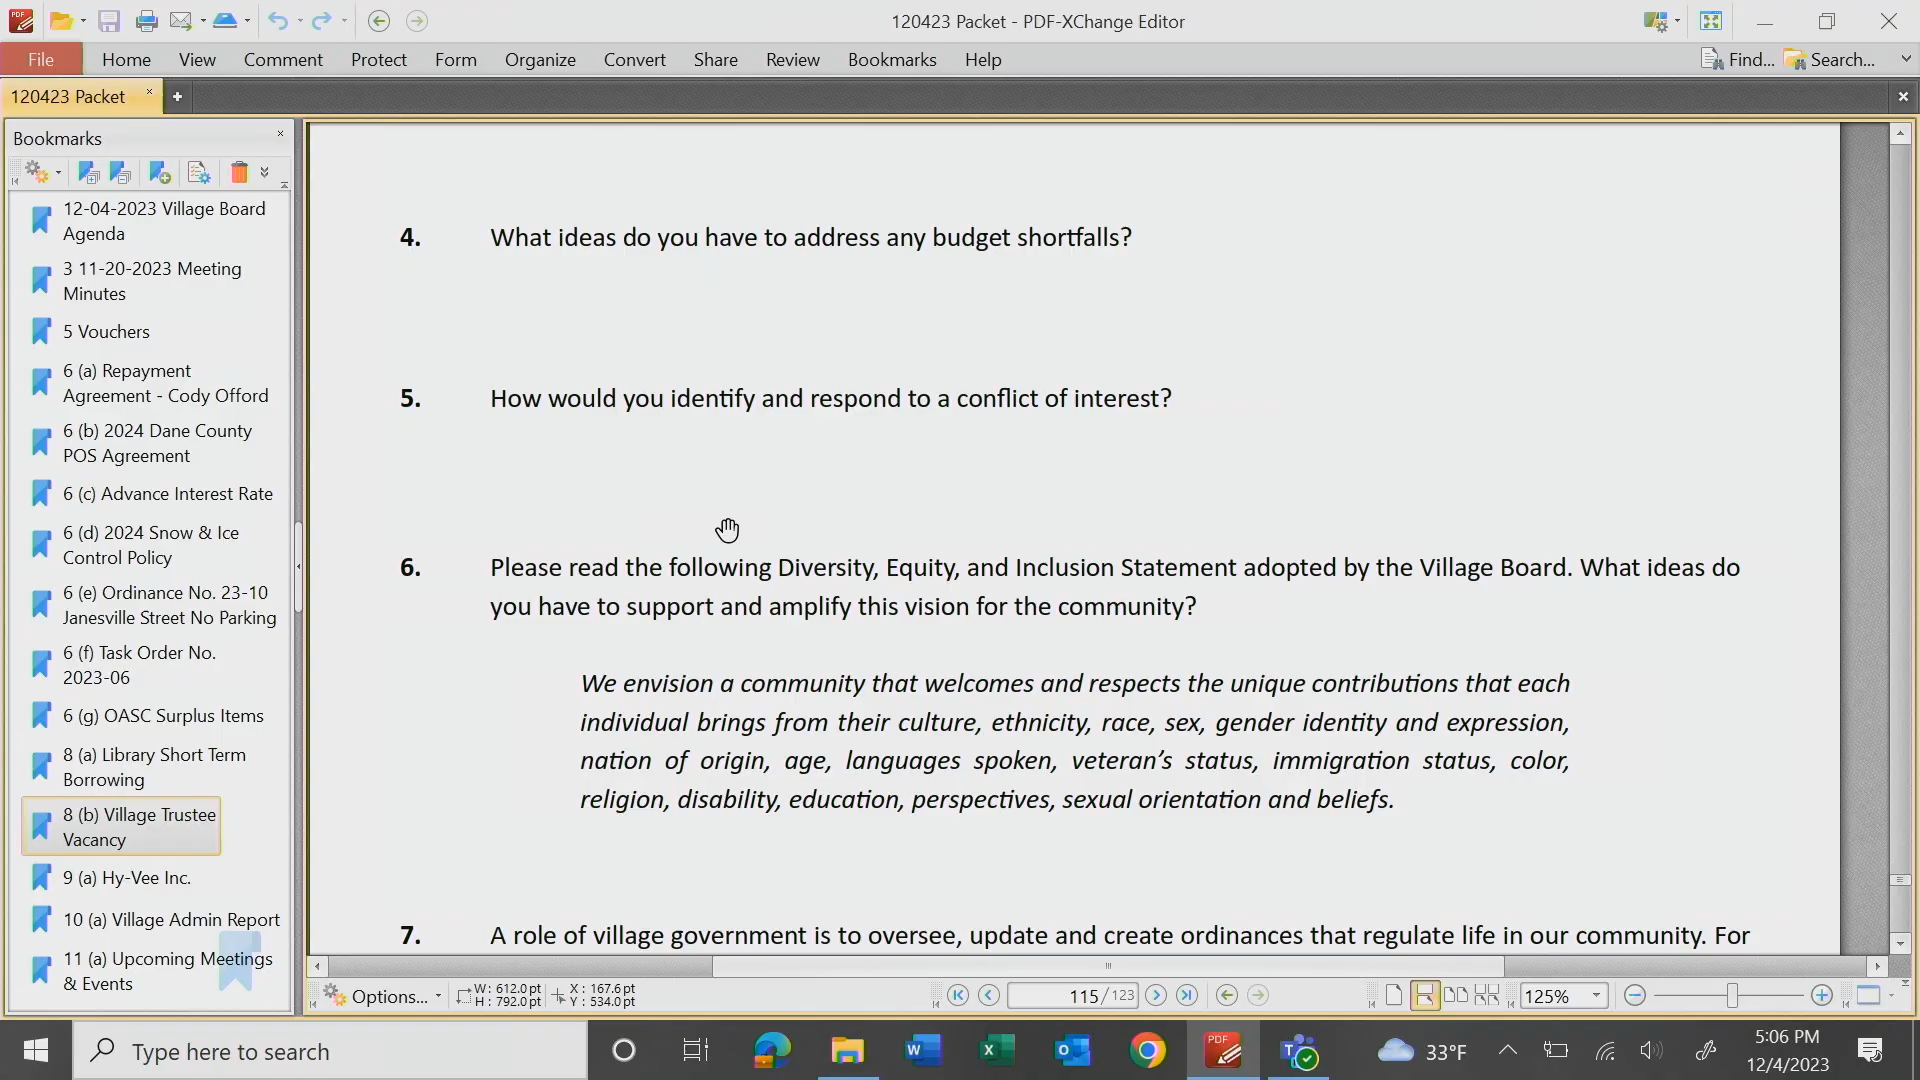 120423 Packet - PDF-XChange Editor
File
Home
View
Comment
Protect
Form
Organize
Convert
Share
Review
Bookmarks
Help
Find...
Search...
120423 Packet
Bookmarks
12-04-2023 Village Board
Agenda
3 11-20-2023 Meeting
Minutes
5 Vouchers
6 (a) Repayment
Agreement - Cody Offord
6 (b) 2024 Dane County
POS Agreement
6 (c) Advance Interest Rate
6 (d) 2024 Snow & Ice
Control Policy
6 (e) Ordinance No. 23-10
Janesville Street No Parking
6 (f) Task Order No.
2023-06
6 (g) OASC Surplus Items
8 (a) Library Short Term
Borrowing
8 (b) Village Trustee
Vacancy
9 (a) Hy-Vee Inc.
10 (a) Village Admin Report
11 (a) Upcoming Meetings
& Events
4. What ideas do you have to address any budget shortfalls?
5. How would you identify and respond to a conflict of interest?
6. Please read the following Diversity, Equity, and Inclusion Statement adopted by the Village Board. What ideas do
you have to support and amplify this vision for the community?
We envision a community that welcomes and respects the unique contributions that each
individual brings from their culture, ethnicity, race, sex, gender identity and expression,
nation of origin, age, languages spoken, veteran's status, immigration status, color,
religion, disability, education, perspectives, sexual orientation and beliefs.
7. A role of village government is to oversee, update and create ordinances that regulate life in our community. For
Options...
W: 612.0 pt
H: 792.0 pt
X: 167.6 pt
Y: 534.0 pt
115 / 123
125%
Type here to search
33°F
5:06 PM
12/4/2023